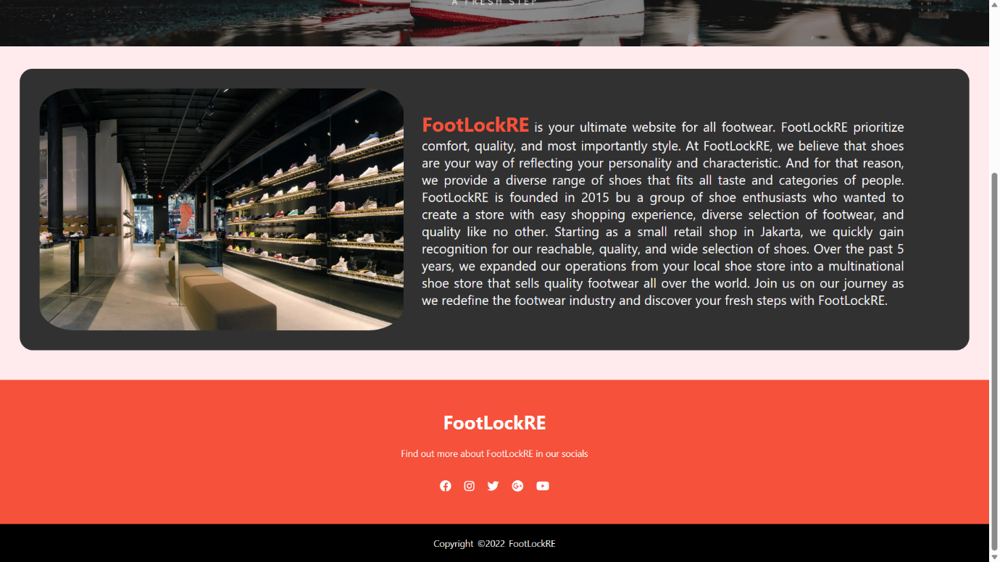 A FRESH STEP
FootLockRE is your ultimate website for all footwear. FootLockRE prioritize
comfort, quality, and most importantly style. At FootLockRE, we believe that shoes
are your way of reflecting your personality and characteristic. And for that reason,
we provide a diverse range of shoes that fits all taste and categories of people.
FootLockRE is founded in 2015 bu a group of shoe enthusiasts who wanted to
create a store with easy shopping experience, diverse selection of footwear, and
quality like no other. Starting as a small retail shop in Jakarta, we quickly gain
recognition for our reachable, quality, and wide selection of shoes. Over the past 5
years, we expanded our operations from your local shoe store into a multinational
shoe store that sells quality footwear all over the world. Join us on our journey as
we redefine the footwear industry and discover your fresh steps with FootLockRE.
FootLockRE
Find out more about FootLockRE in our socials
Copyright ©2022 FootLockRE